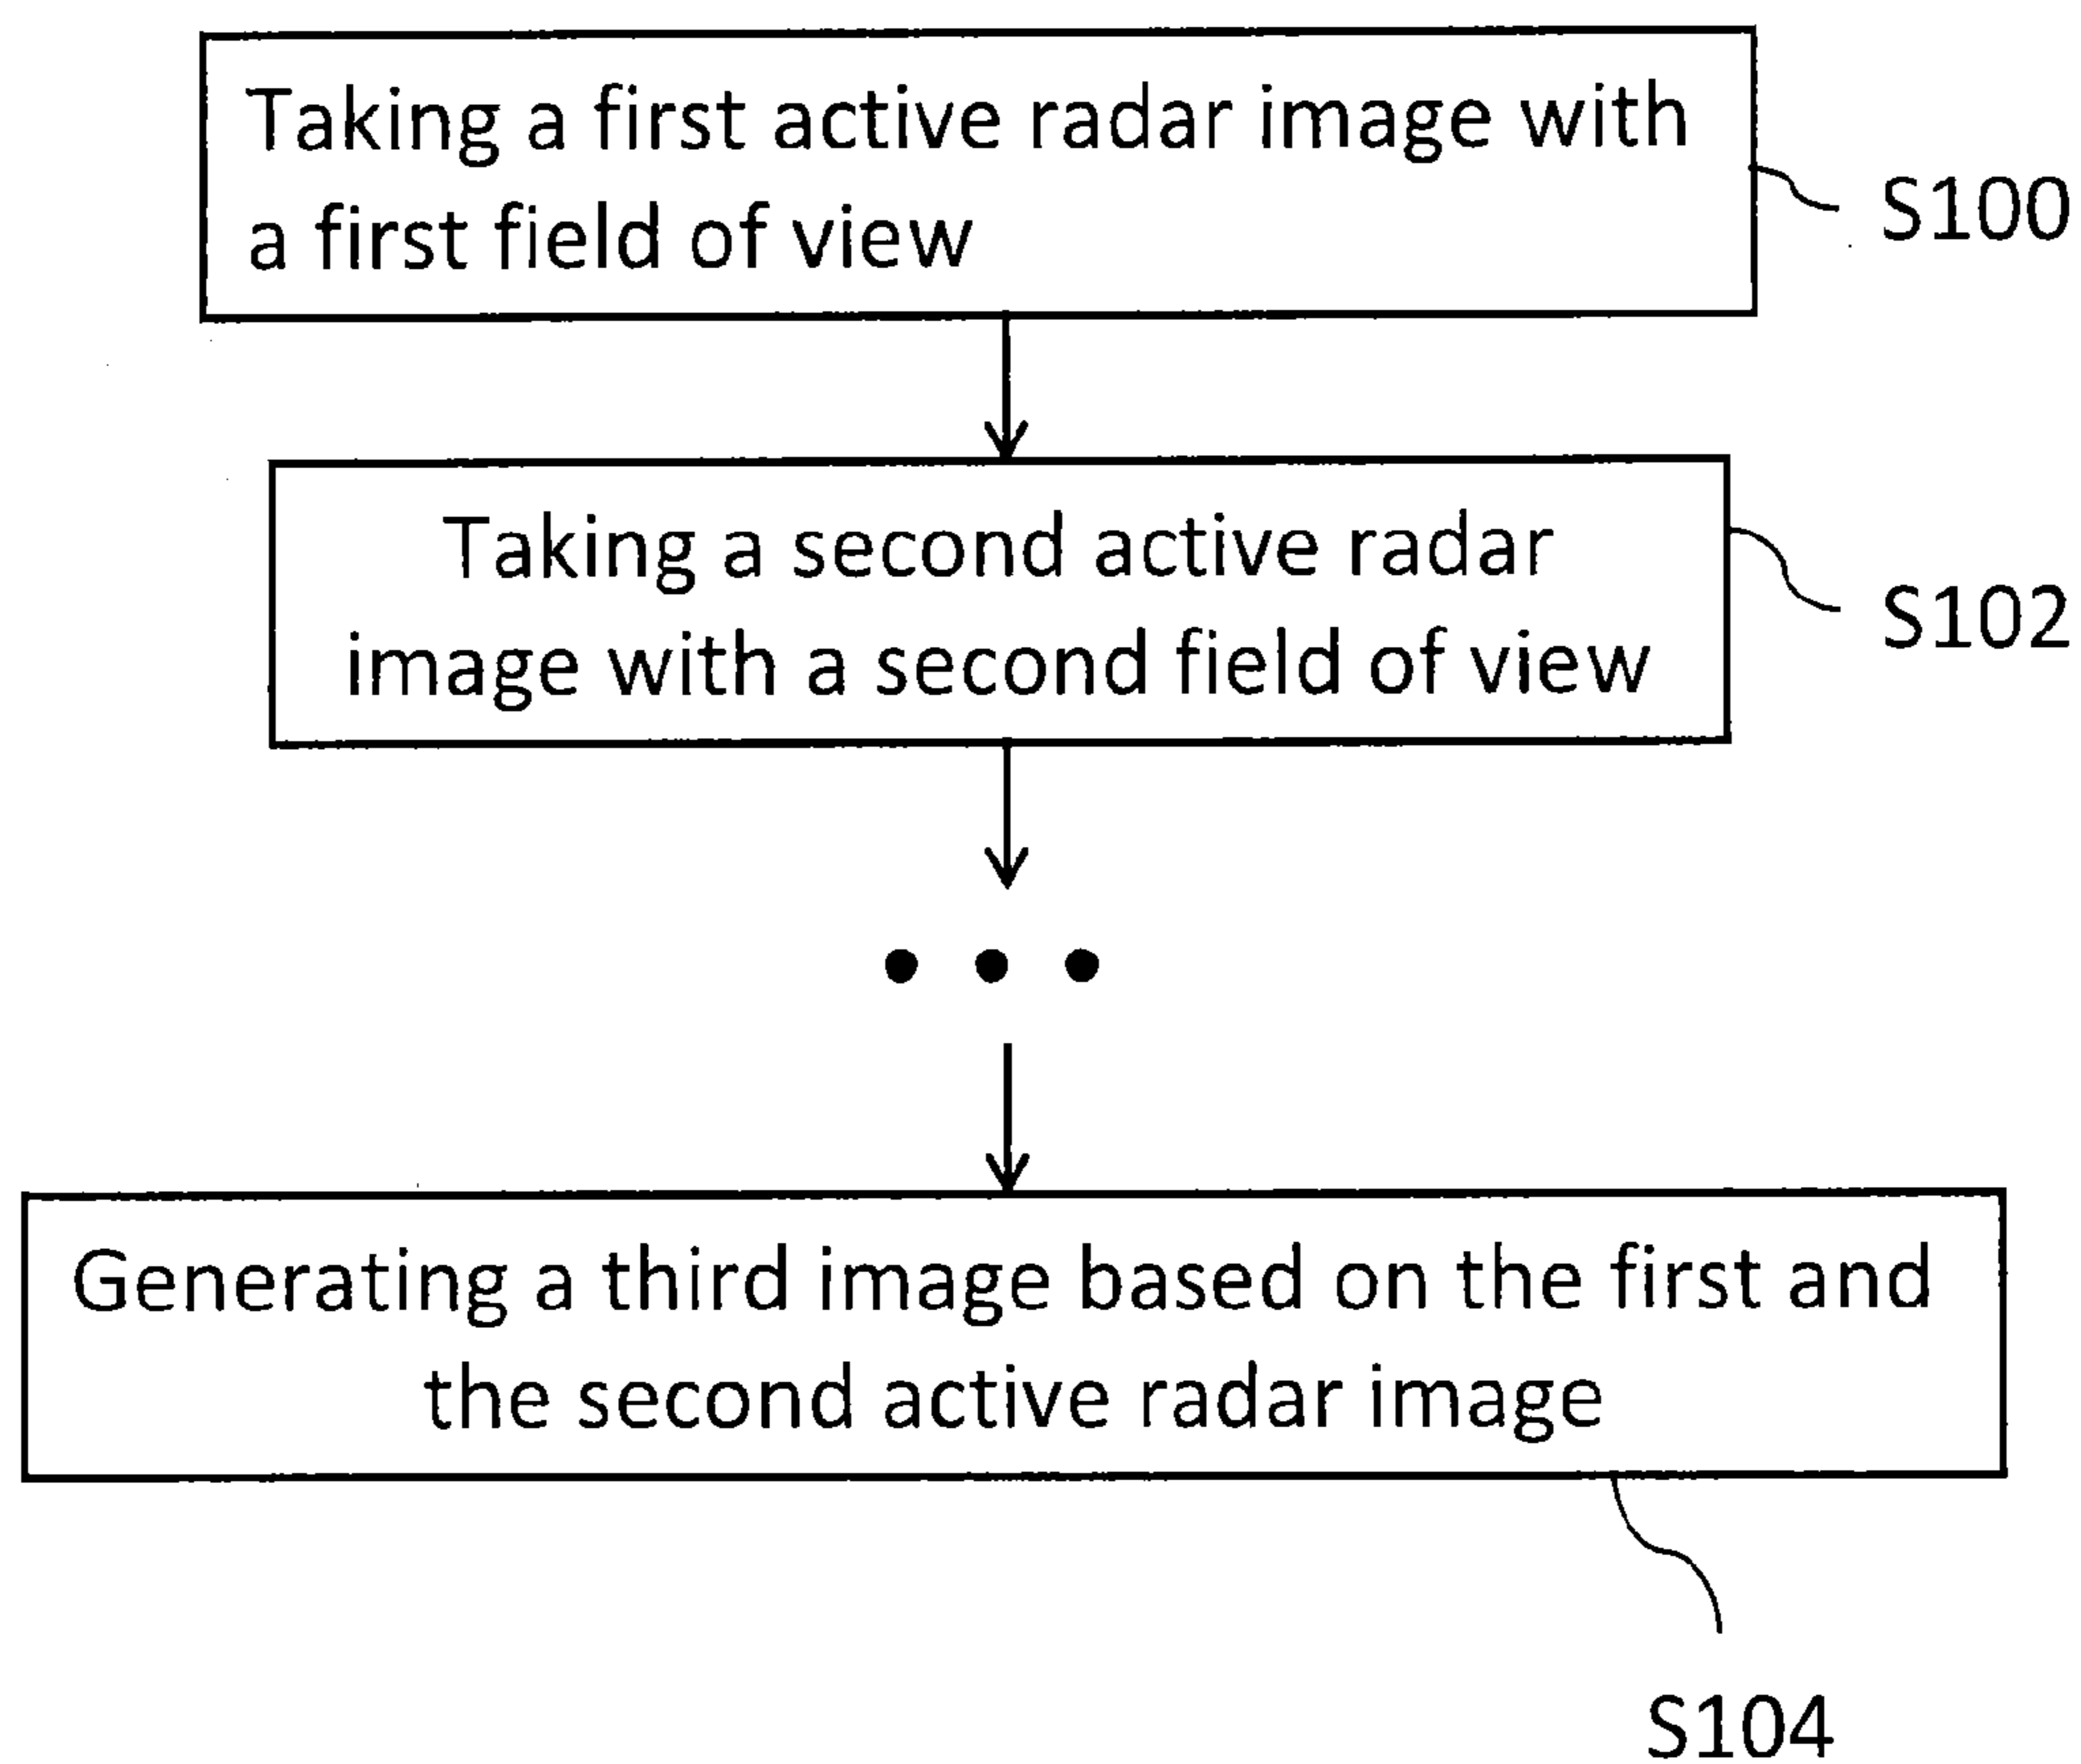 Taking a first active radar image with
a first field of view
S100
Taking a second active radar
image with a second field of view
S102
Generating a third image based on the first and
the second active radar image
S104